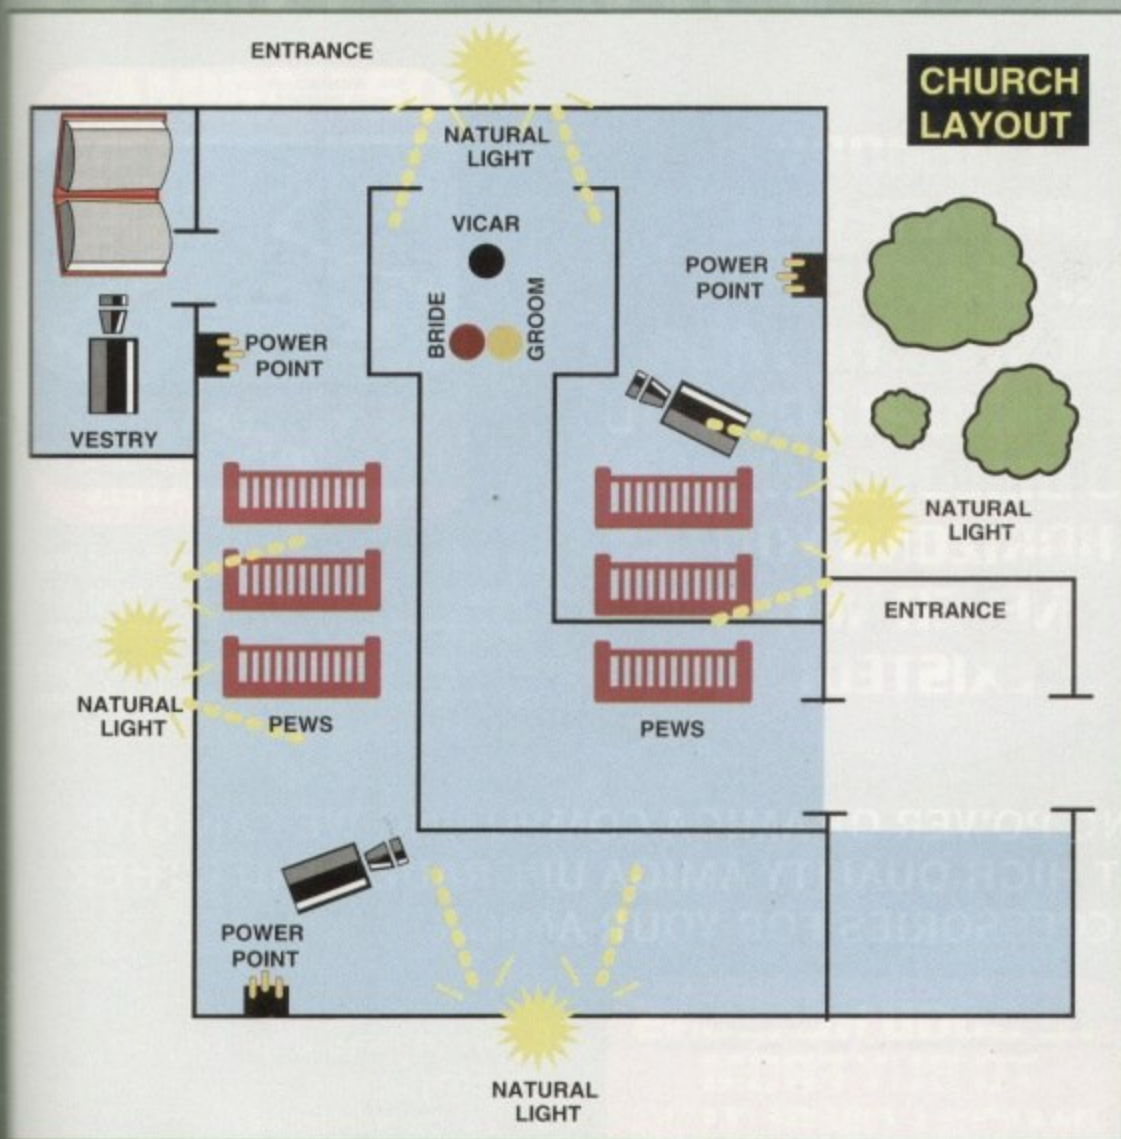 ENTRANCE
CHURCH
LAYOUT
NATURAL
LIGHT
VICAR
POWER
POINT
BRIDE
GROOM
POWER
POINT
VESTRY
NATURAL
LIGHT
ENTRANCE
NATURAL
LIGHT
PEWS
PEWS
POWER
POINT
NATURAL
LIGHT